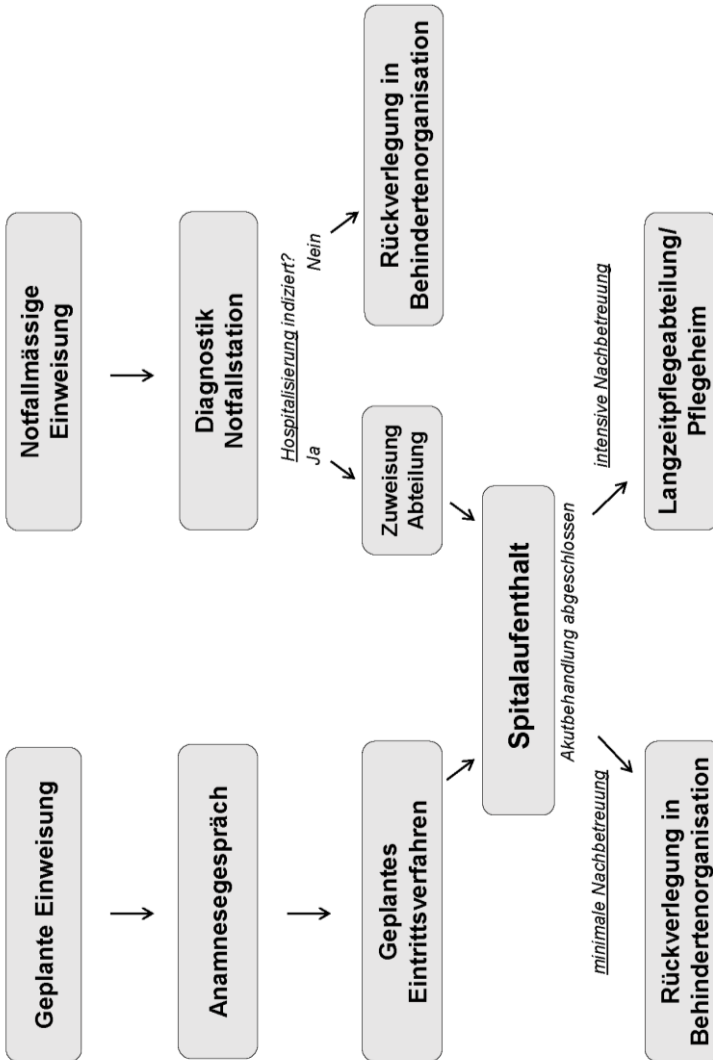 Geplante Einweisung
Notfallmässige
Einweisung
Anamnesegespräch
Diagnostik
Notfallstation
Hospitalisierung indiziert?
Ja
Nein
Geplantes
Eintrittsverfahren
Zuweisung
Abteilung
Rückverlegung in
Behindertenorganisation
Spitalaufenthalt
Akutbehandlung abgeschlossen
minimale Nachbetreuung
intensive Nachbetreuung
Rückverlegung in
Behindertenorganisation
Langzeitpflegeabteilung/
Pflegeheim